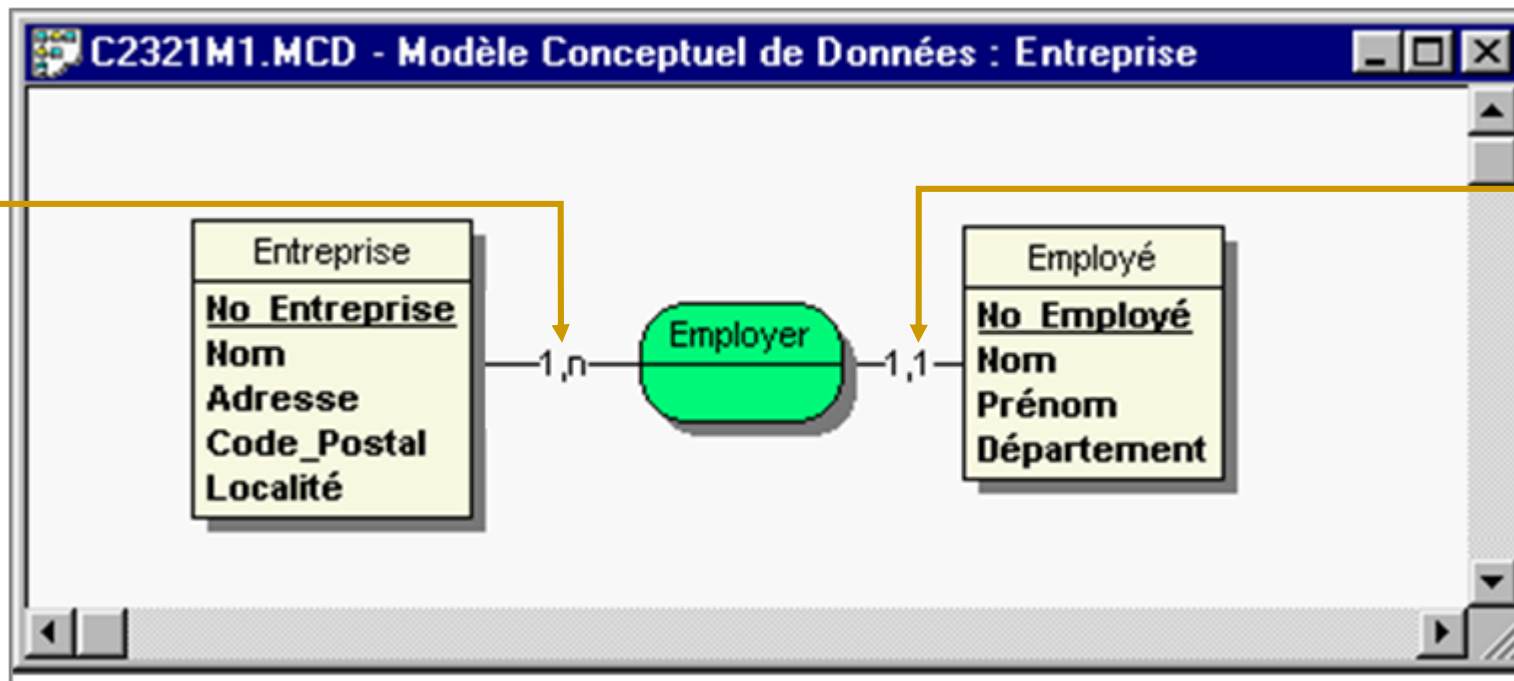 C2321M1.MCD - Modèle Conceptuel de Données : Entreprise
Entreprise
No_Entreprise
Nom
Adresse
Code_Postal
Localité
1,n
Employer
1,1
Employé
No_Employé
Nom
Prénom
Département